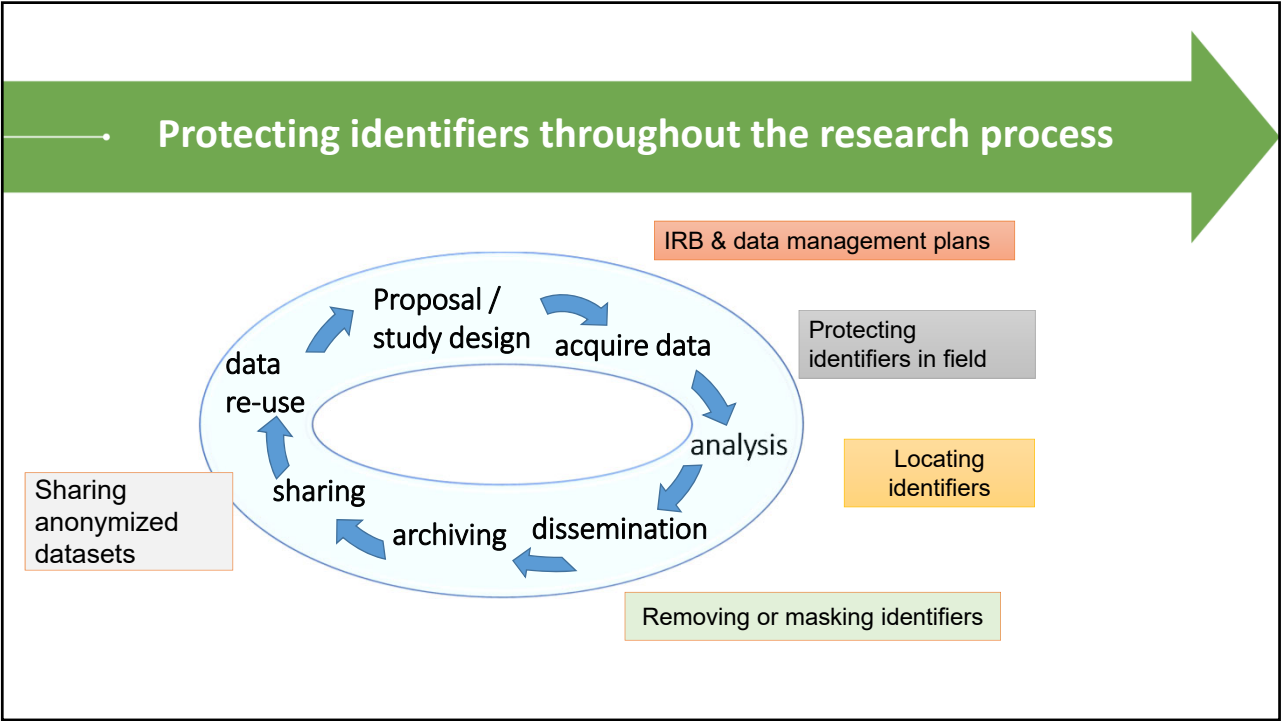 Protecting identifiers throughout the research process
IRB & data management plans
Proposal /
study design
acquire data
Protecting
identifiers in field
data
re-use
analysis
Locating
identifiers
Sharing
anonymized
datasets
sharing
archiving
dissemination
Removing or masking identifiers